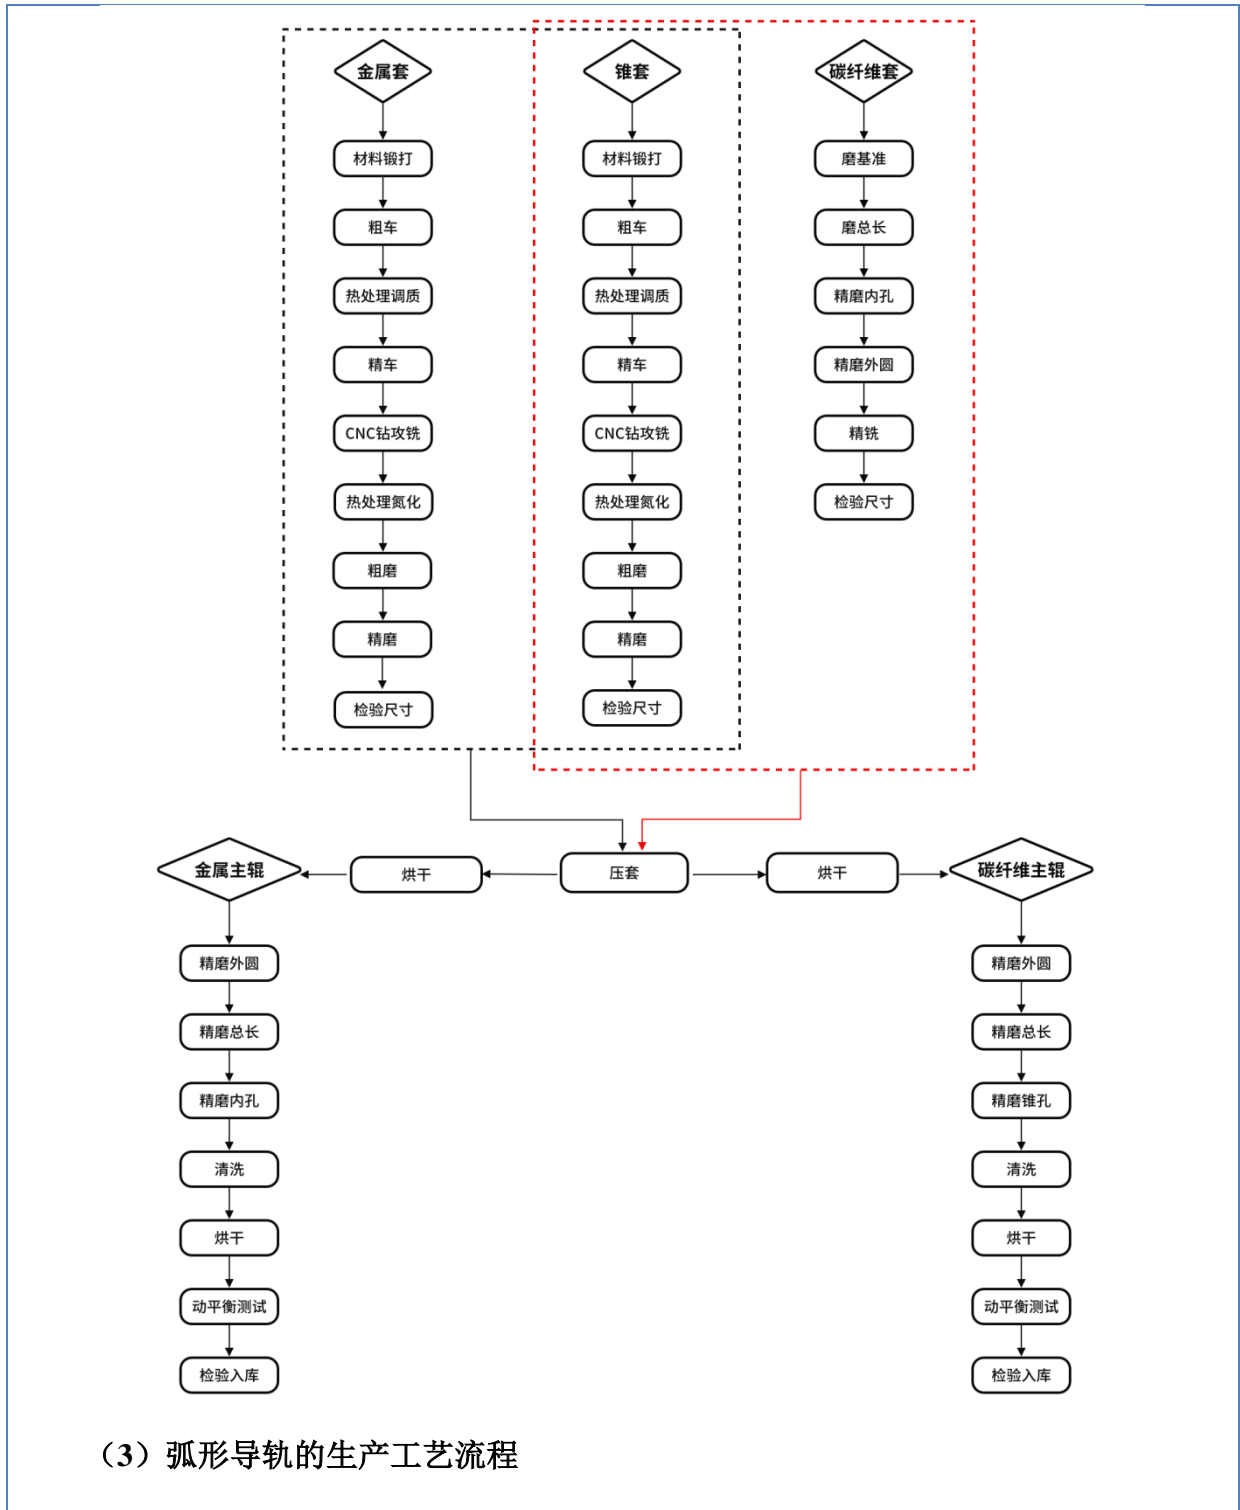 金属套
锥套
碳纤维套
材料锻打
材料锻打
磨基准
粗车
粗车
磨总长
热处理调质
热处理调质
精磨内孔
精车
精车
精磨外圆
CNC钻攻铣
CNC钻攻铣
精铣
热处理氮化
热处理氮化
检验尺寸
粗磨
粗磨
精磨
精磨
检验尺寸
检验尺寸
金属主辊
烘干
压套
烘干
碳纤维主辊
精磨外圆
精磨外圆
精磨总长
精磨总长
精磨内孔
精磨锥孔
清洗
清洗
烘干
烘干
动平衡测试
动平衡测试
检验入库
检验入库
（3）弧形导轨的生产工艺流程